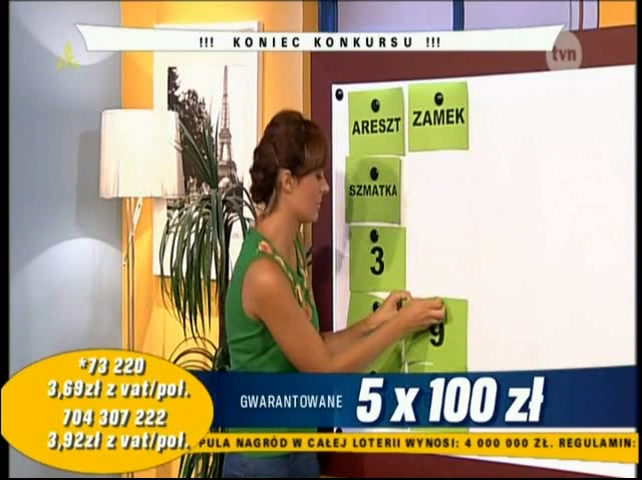 !!! KONIEC KONKURSU !!!
tvn
ARESZT
ZAMEK
SZMATKA
3
9
*73 220
3,69zł z vat/poł.
704 307 222
3,92zł z vat/poł.
GWARANTOWANE 5 x 100 zł
PULA NAGRÓD W CAŁEJ LOTERII WYNOSI: 4 000 000 ZŁ. REGULAMIN: